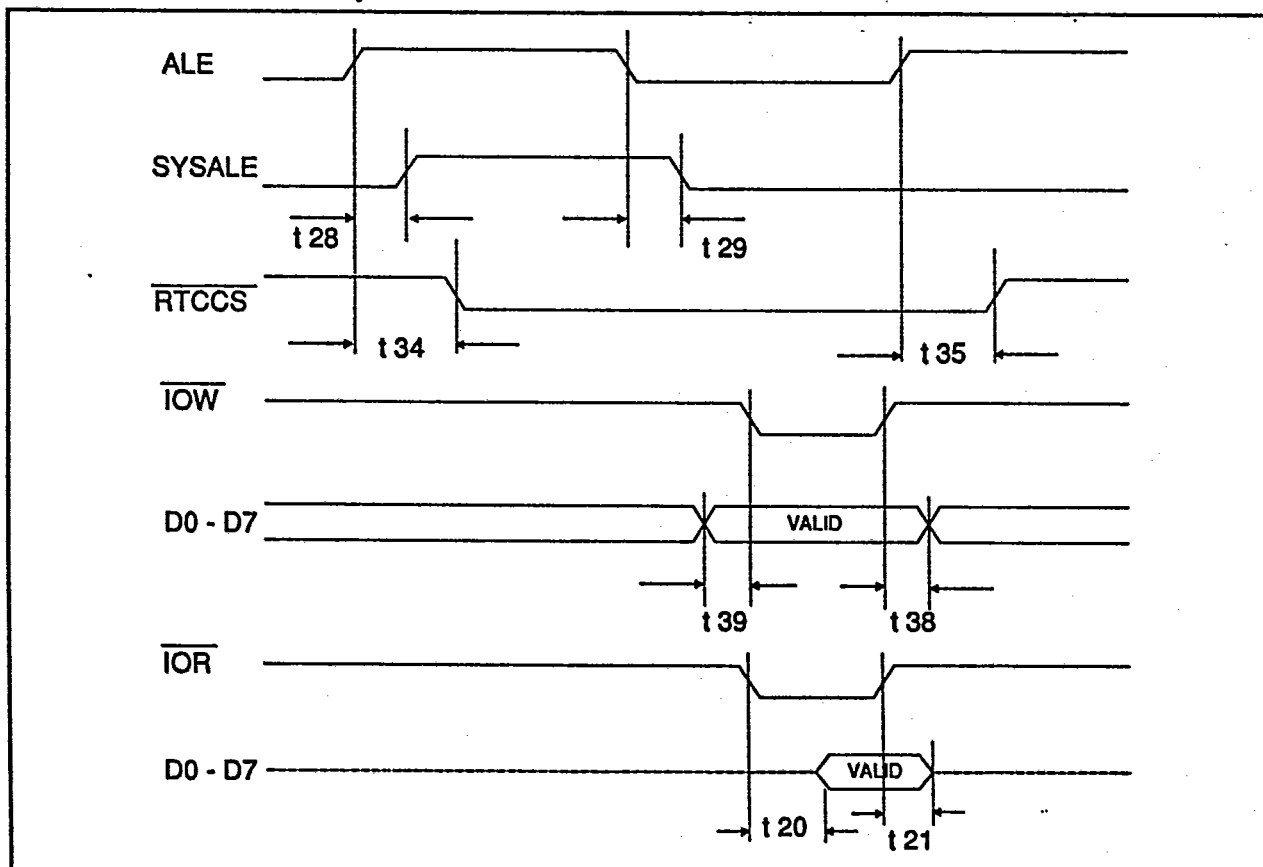 ALE
SYSALE
t 28
t 29
RTCCS
t 34
t 35
IOW
D0 - D7
VALID
t 39
t 38
IOR
D0 - D7
VALID
t 20
t 21